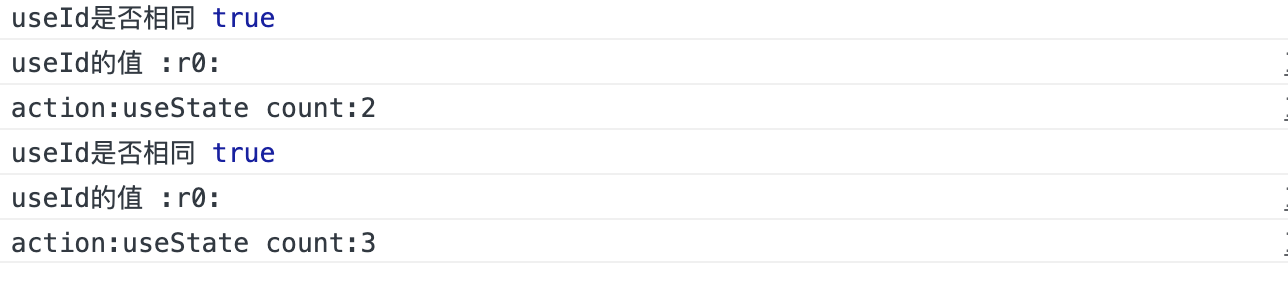 useId是否相同 true
useId的值 :r0:
action:useState count:2
useId是否相同 true
useId的值 :r0:
action:useState count:3